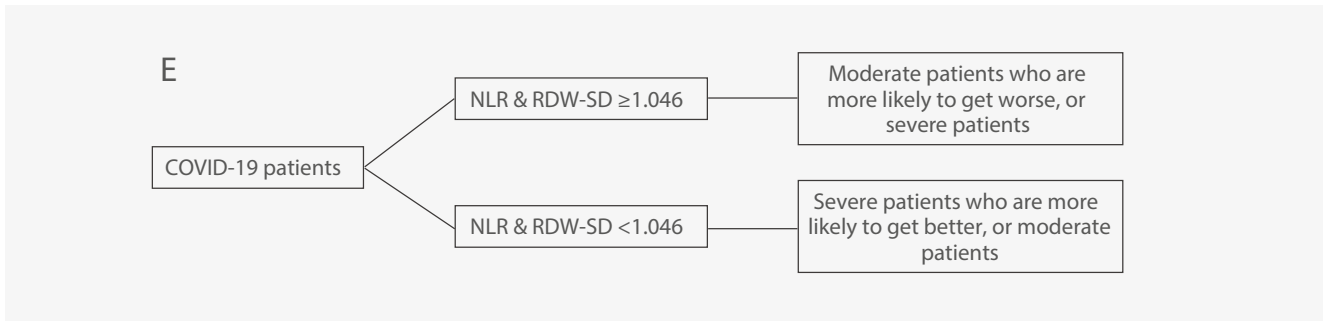 E
COVID-19 patients
NLR & RDW-SD ≥1.046
Moderate patients who are
more likely to get worse, or
severe patients
NLR & RDW-SD <1.046
Severe patients who are more
likely to get better, or moderate
patients